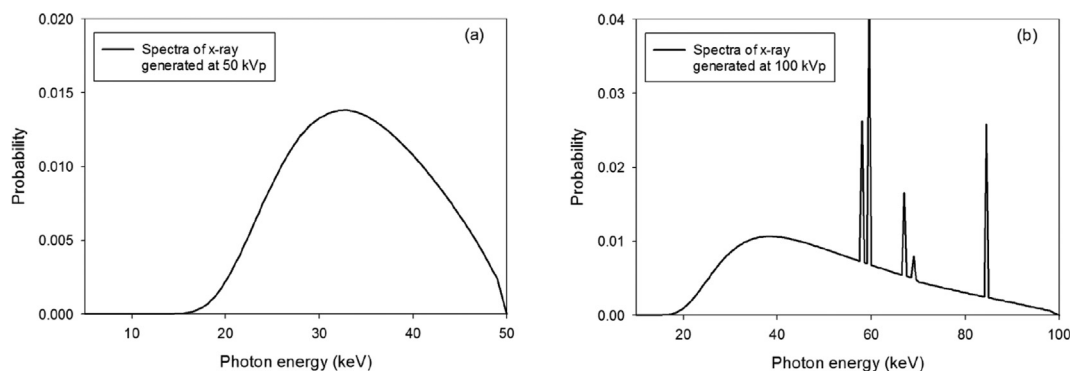 (a)
Spectra of x-ray
generated at 50 kVp
0.020
0.015
0.010
0.005
0.000
10 20 30 40 50
Probability
Photon energy (keV)
(b)
Spectra of x-ray
generated at 100 kVp
0.04
0.03
0.02
0.01
0.00
20 40 60 80 100
Probability
Photon energy (keV)